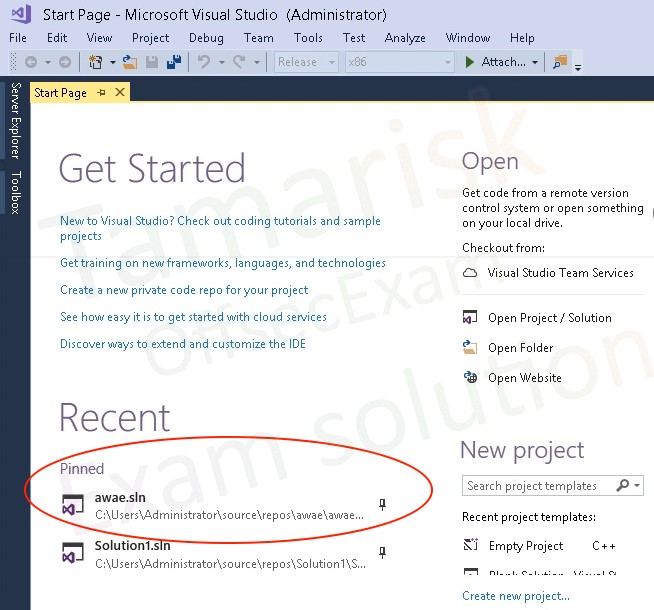 Start Page - Microsoft Visual Studio (Administrator)
File Edit View Project Debug Team Tools Test Analyze Window Help
Release x86 Attach...
Start Page
Server Explorer
Toolbox
Get Started
New to Visual Studio? Check out coding tutorials and sample
projects
Get training on new frameworks, languages, and technologies
Create a new private code repo for your project
See how easy it is to get started with cloud services
Discover ways to extend and customize the IDE
Recent
Pinned
awae.sln
C:\Users\Administrator\source\repos\awae\awae...
Solution1.sln
C:\Users\Administrator\source\repos\Solution1\S...
Open
Get code from a remote version
control system or open something
on your local drive.
Checkout from:
Visual Studio Team Services
Open Project / Solution
Open Folder
Open Website
New project
Search project templates
Recent project templates:
Empty Project C++
Blank Solution - Visual St
Create new project...
Tamarisk
OffsecExam
Exam solution